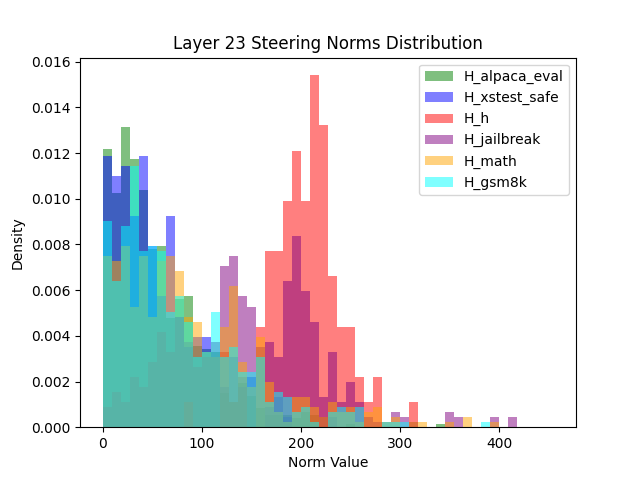 Layer 23 Steering Norms Distribution
0.016
0.014
0.012
0.010
0.008
0.006
0.004
0.002
0.000
Density
H_alpaca_eval
H_xstest_safe
H_h
H_jailbreak
H_math
H_gsm8k
0 100 200 300 400
Norm Value